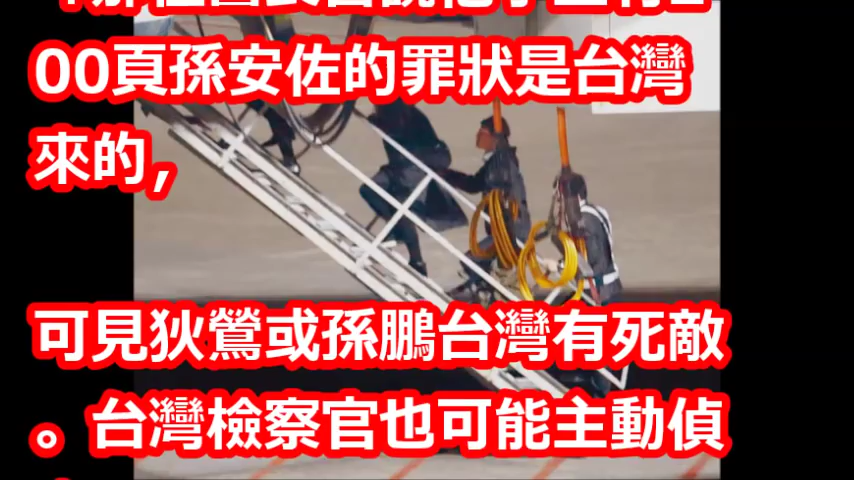 00頁孫安佐的罪狀是台灣
來的，
可見狄鶯或孫鵬台灣有死敵
。台灣檢察官也可能主動偵